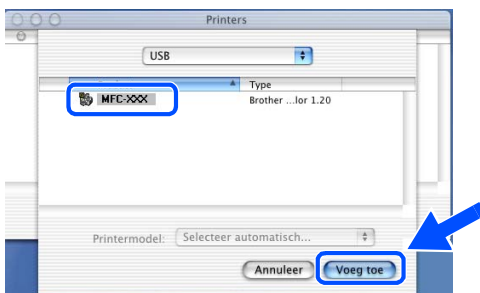 Printers
USB
Type
MFC-XXX Brother ...lor 1.20
Printermodel: Selecteer automatisch...
Annuleer Voeg toe